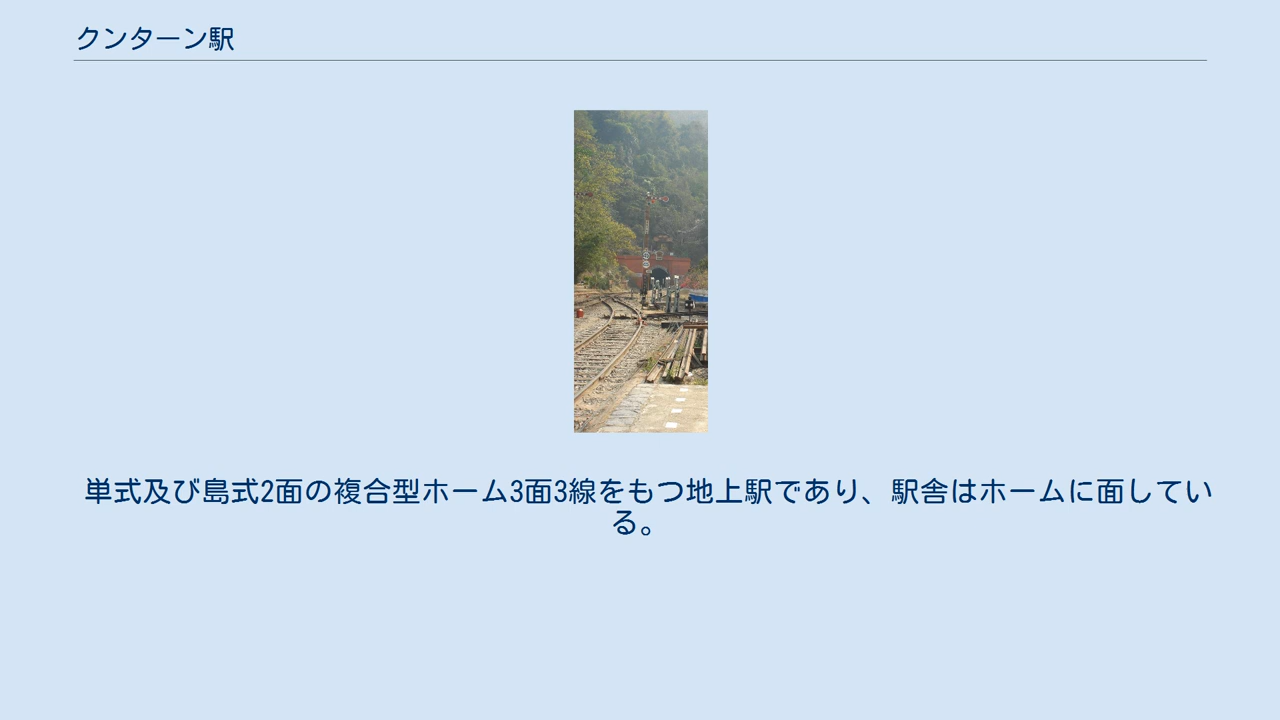 クンターン駅
単式及び島式2面の複合型ホーム3面3線をもつ地上駅であり、駅舎はホームに面してい
る。